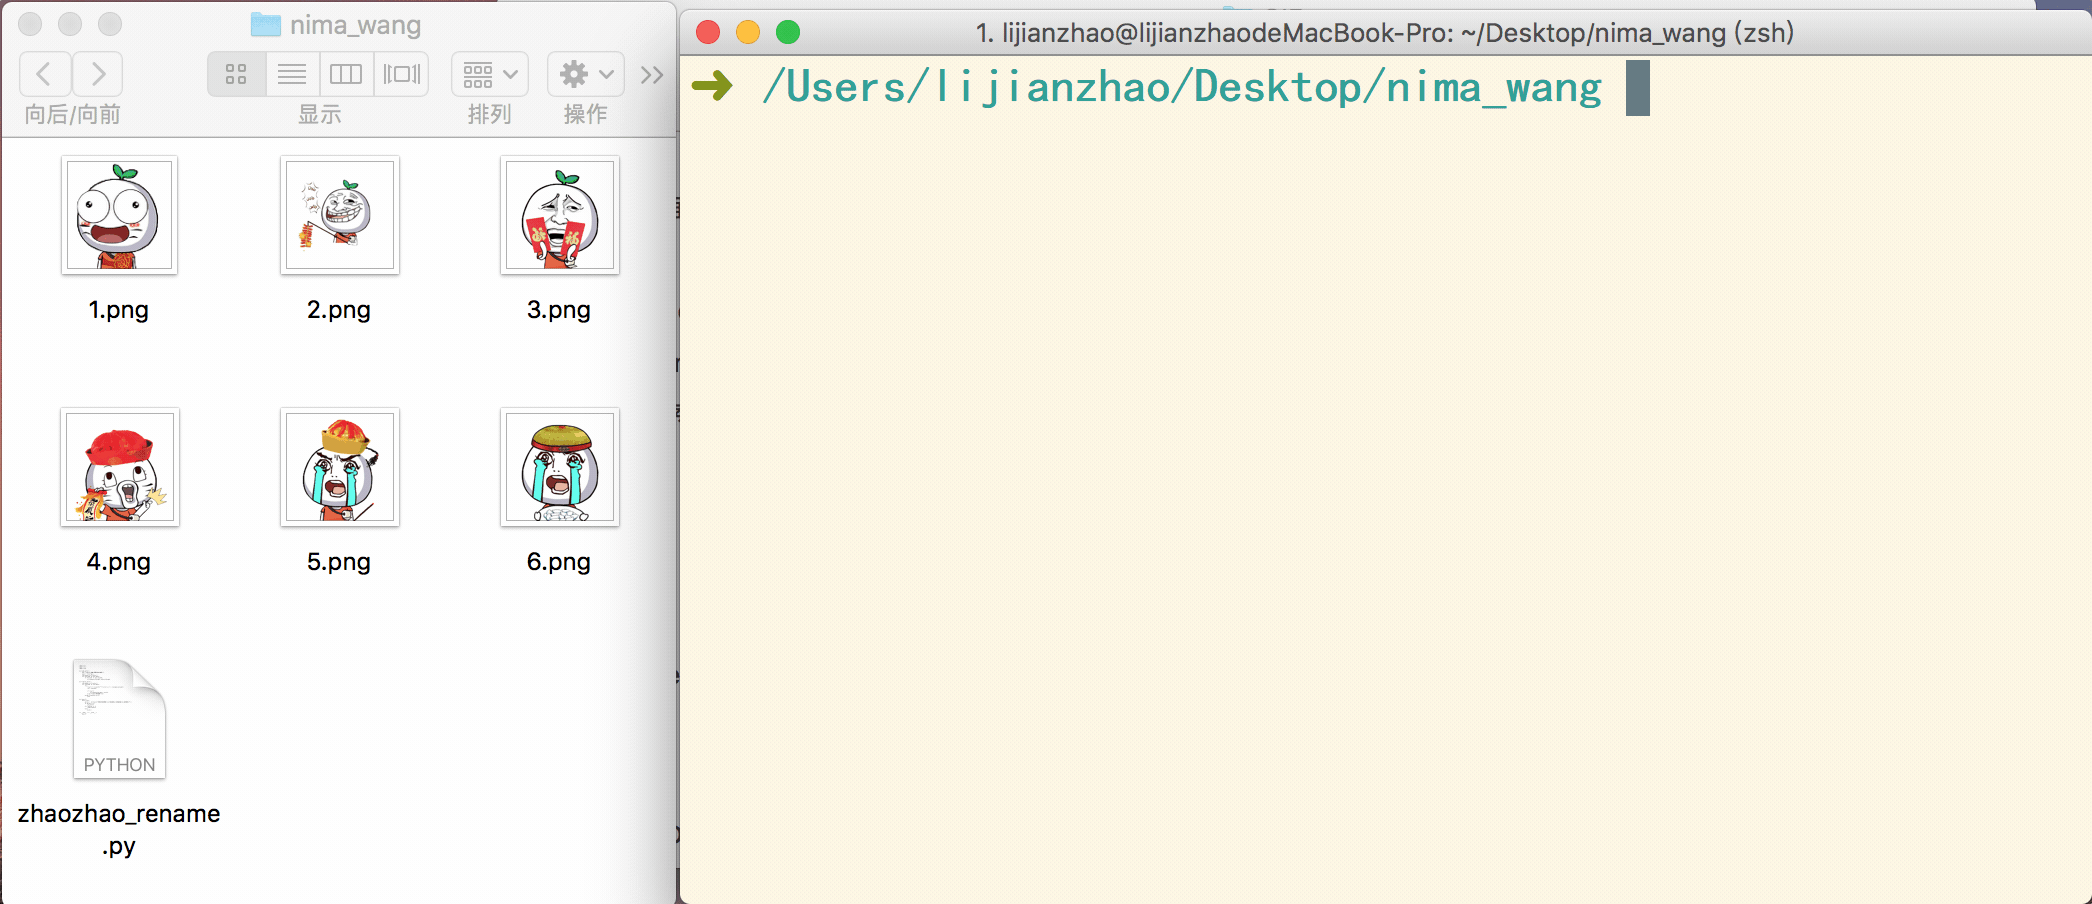 nima_wang
向后/向前
显示
排列
操作
1.png
2.png
3.png
4.png
5.png
6.png
PYTHON
zhaozhao_rename
.py
1. lijianzhao@lijianzhaodeMacBook-Pro: ~/Desktop/nima_wang (zsh)
➜ /Users/lijianzhao/Desktop/nima_wang